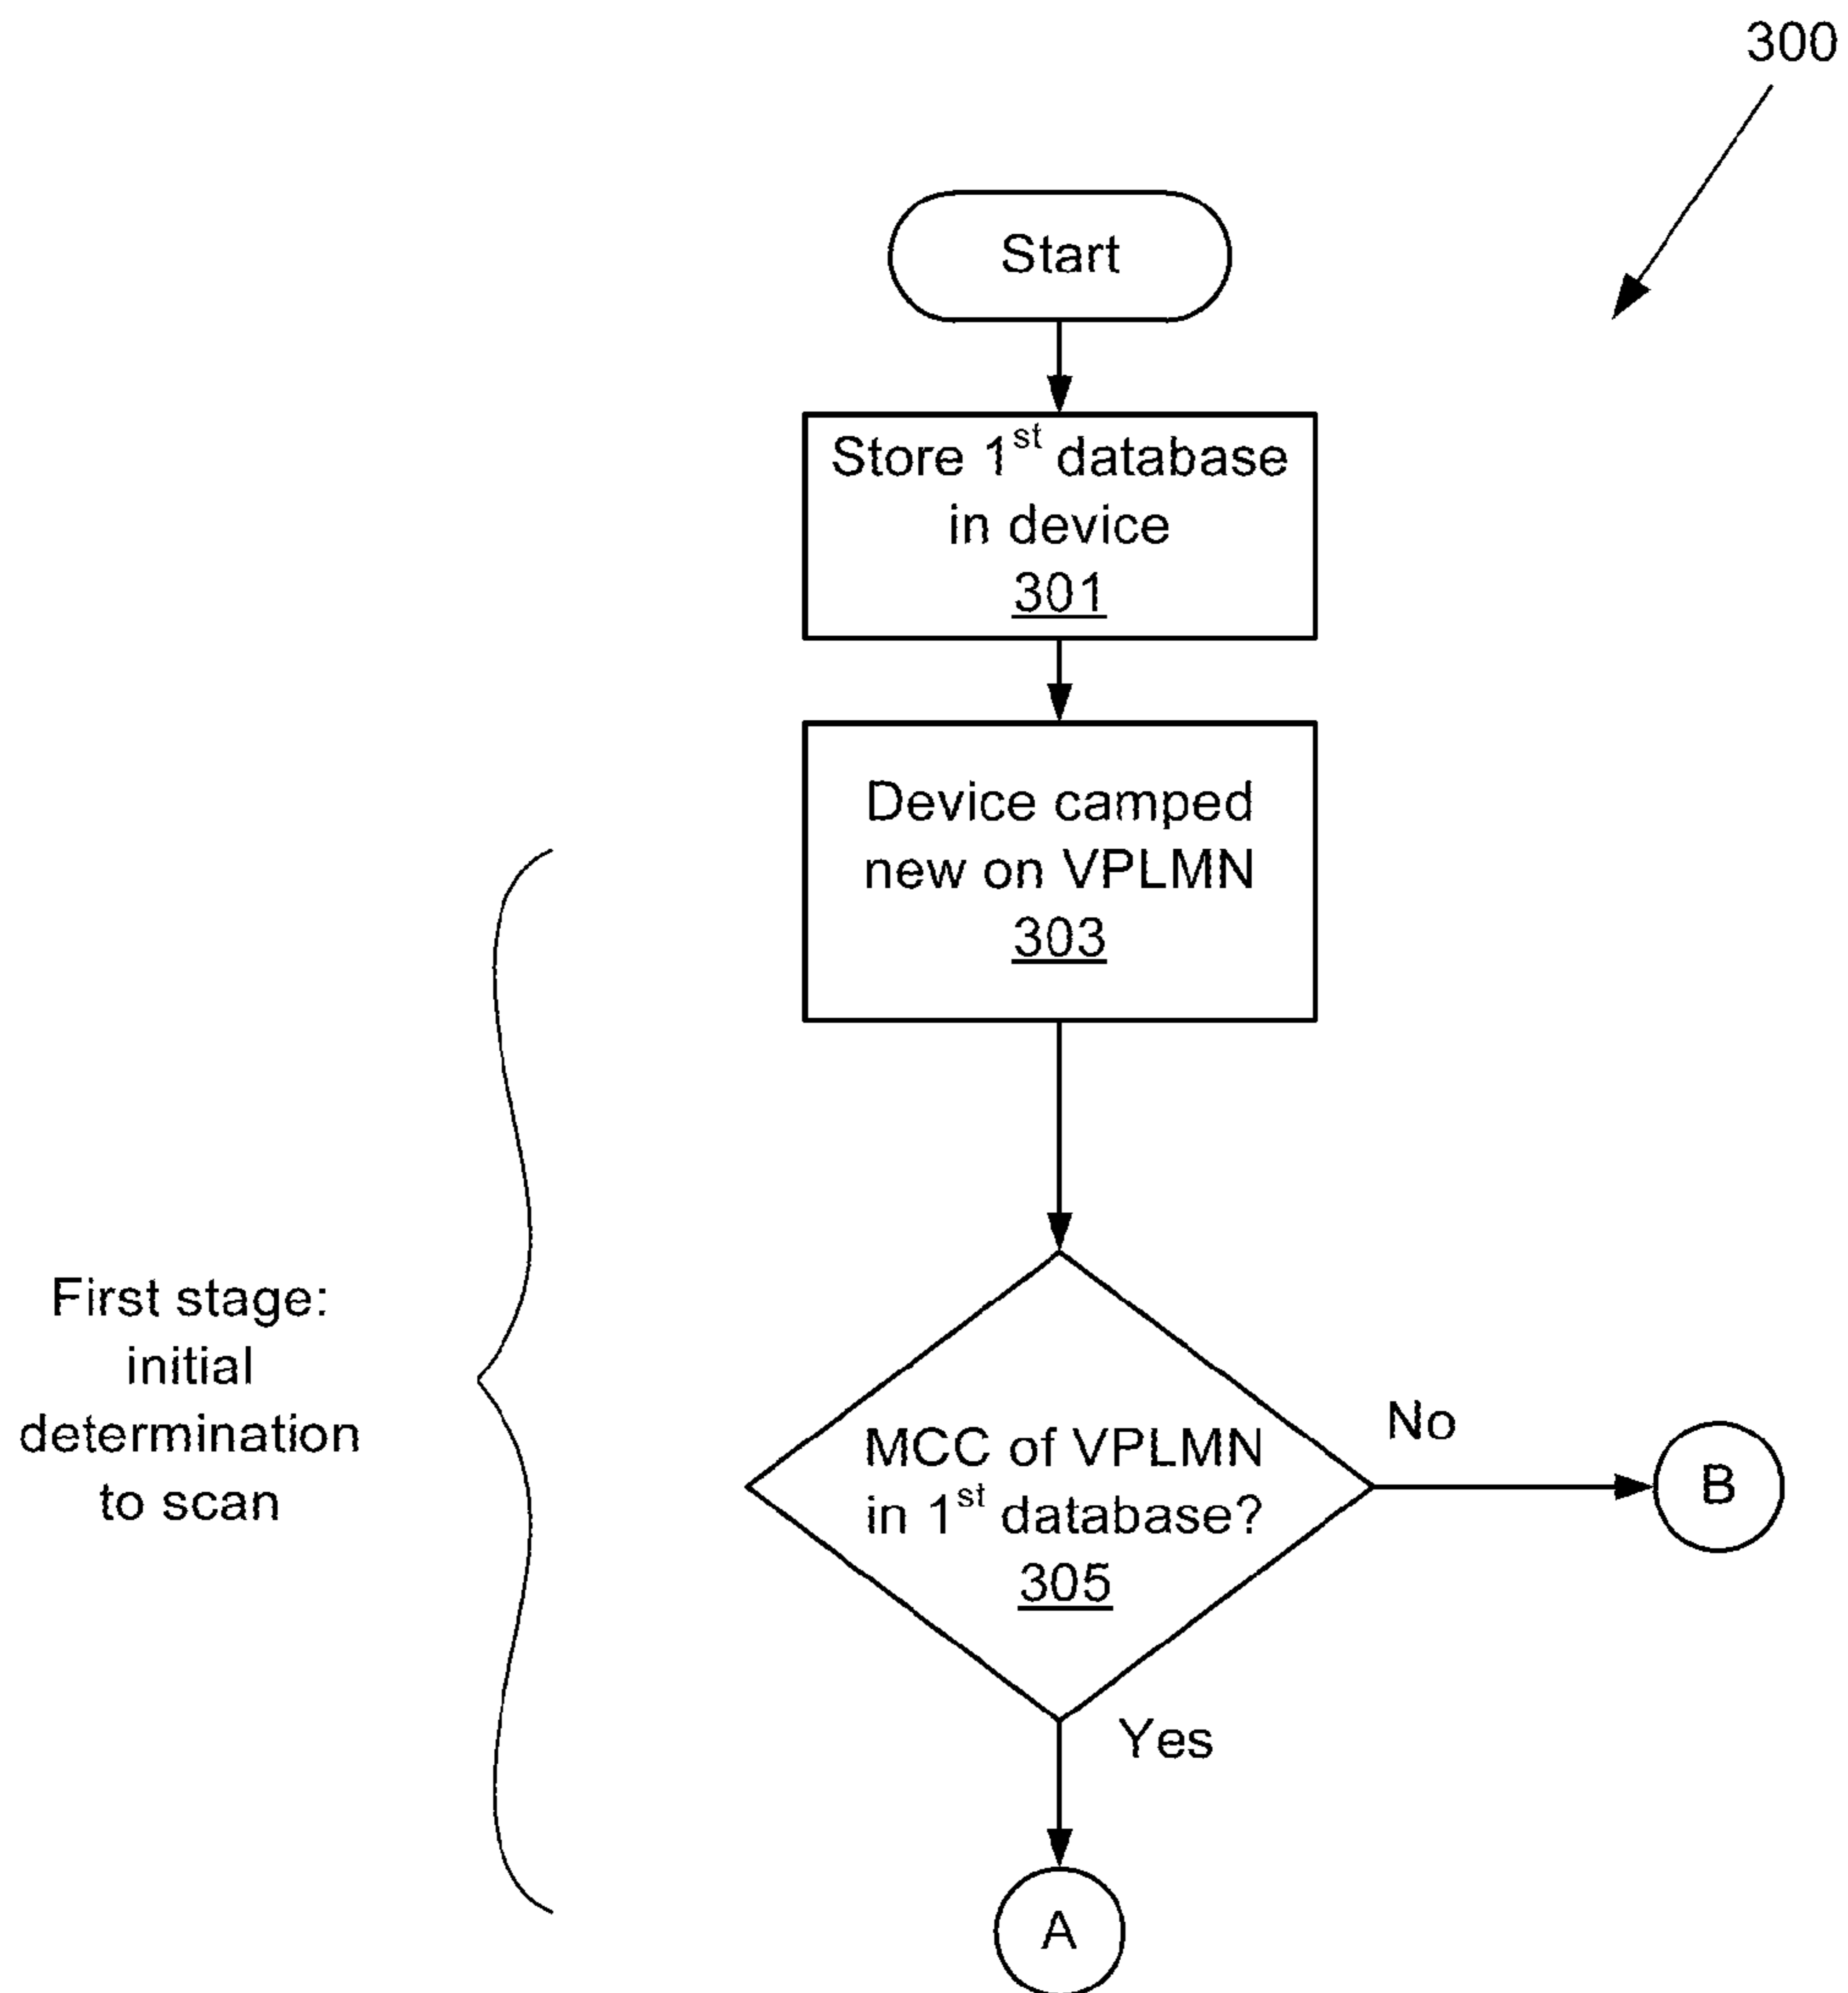 300
Start
Store 1st database
in device
301
Device camped
new on VPLMN
303
First stage:
initial
determination
to scan
MCC of VPLMN
in 1st database?
305
No
B
Yes
A